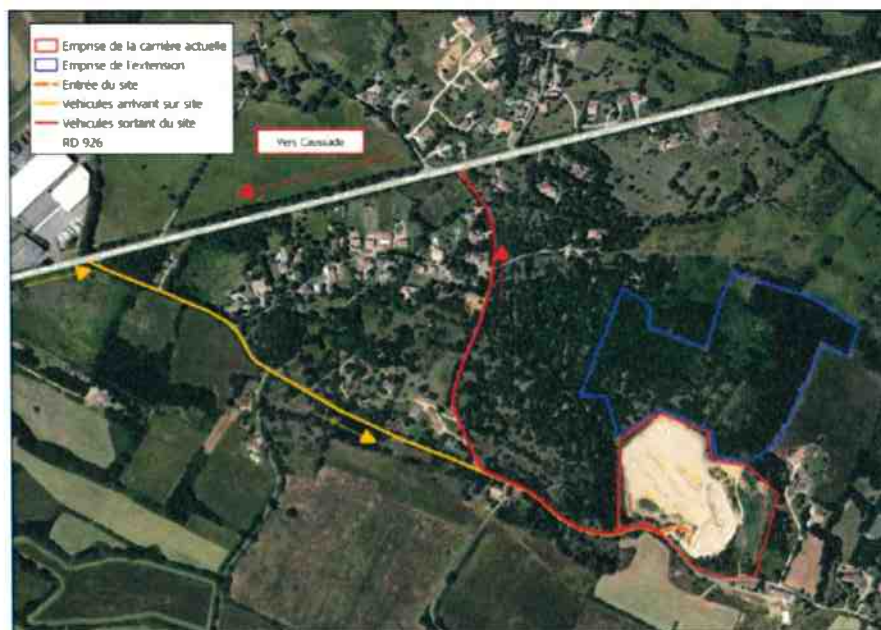 Emprise de la carrière actuelle
Emprise de l'extension
Entrée du site
Véhicules arrivant sur site
Véhicules sortant du site
RD 926
Vers Caussade